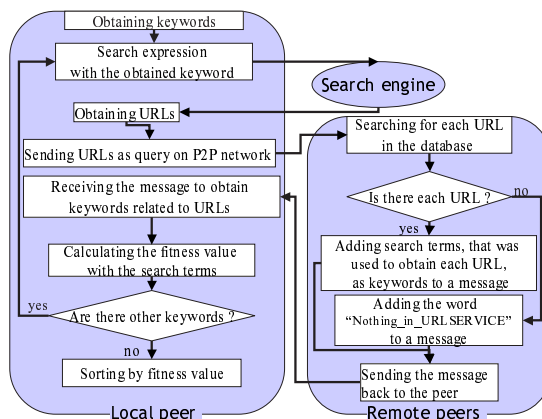 Obtaining keywords
Search expression
with the obtained keyword
Search engine
Obtaining URLs
Sending URLs as query on P2P network
Searching for each URL
in the database
Receiving the message to obtain
keywords related to URLs
Is there each URL ?
no
yes
Calculating the fitness value
with the search terms
Adding search terms, that was
used to obtain each URL,
as keywords to a message
yes
Are there other keywords ?
Adding the word
“Nothing_in_URLSERVICE”
to a message
no
Sorting by fitness value
Sending the message
back to the peer
Local peer
Remote peers